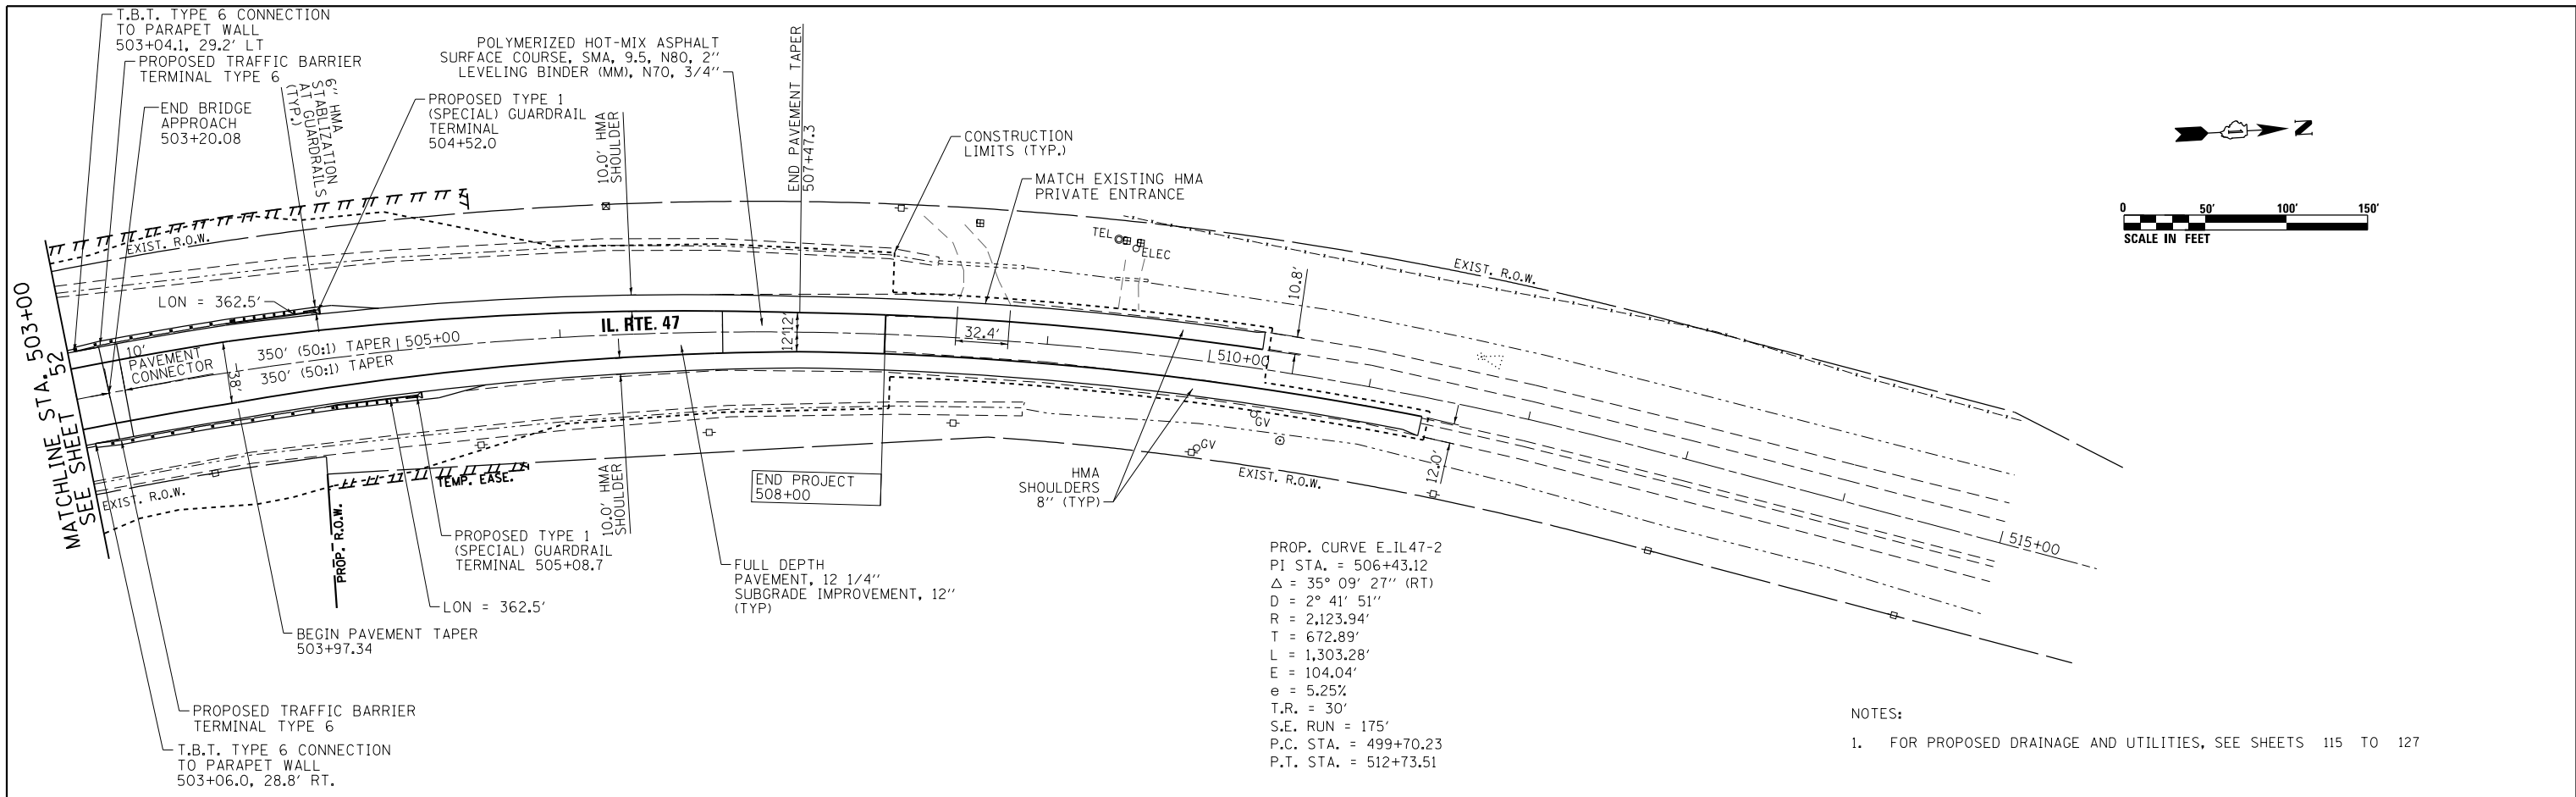 T.B.T. TYPE 6 CONNECTION
TO PARAPET WALL
503+04.1, 29.2' LT
PROPOSED TRAFFIC BARRIER
TERMINAL TYPE 6
END BRIDGE
APPROACH
503+20.08
6" HMA
STABLIZATION
AT GUARDRAILS
(TYP.)
PROPOSED TYPE 1
(SPECIAL) GUARDRAIL
TERMINAL
504+52.0
POLYMERIZED HOT-MIX ASPHALT
SURFACE COURSE, SMA, 9.5, N80, 2"
LEVELING BINDER (MM), N70, 3/4"
10.0' HMA
SHOULDER
END PAVEMENT TAPER
507+47.3
CONSTRUCTION
LIMITS (TYP.)
MATCH EXISTING HMA
PRIVATE ENTRANCE
TEL
ELEC
EXIST. R.O.W.
EXIST. R.O.W.
10.8'
N
0 50' 100' 150'
SCALE IN FEET
MATCHLINE STA. 503+00
SEE SHEET 52
LON = 362.5'
10'
PAVEMENT
CONNECTOR
38'
350' (50:1) TAPER
350' (50:1) TAPER
505+00
IL. RTE. 47
12'
12'
32.4'
510+00
GV
GV
12.0'
EXIST. R.O.W.
EXIST. R.O.W.
TEMP. EASE.
PROP. R.O.W.
10.0' HMA
SHOULDER
END PROJECT
508+00
HMA
SHOULDERS
8" (TYP)
515+00
PROPOSED TYPE 1
(SPECIAL) GUARDRAIL
TERMINAL 505+08.7
LON = 362.5'
FULL DEPTH
PAVEMENT, 12 1/4"
SUBGRADE IMPROVEMENT, 12"
(TYP)
BEGIN PAVEMENT TAPER
503+97.34
PROPOSED TRAFFIC BARRIER
TERMINAL TYPE 6
T.B.T. TYPE 6 CONNECTION
TO PARAPET WALL
503+06.0, 28.8' RT.
PROP. CURVE E_IL47-2
PI STA. = 506+43.12
Δ = 35° 09' 27" (RT)
D = 2° 41' 51"
R = 2,123.94'
T = 672.89'
L = 1,303.28'
E = 104.04'
e = 5.25%
T.R. = 30'
S.E. RUN = 175'
P.C. STA. = 499+70.23
P.T. STA. = 512+73.51
NOTES:
1. FOR PROPOSED DRAINAGE AND UTILITIES, SEE SHEETS 115 TO 127